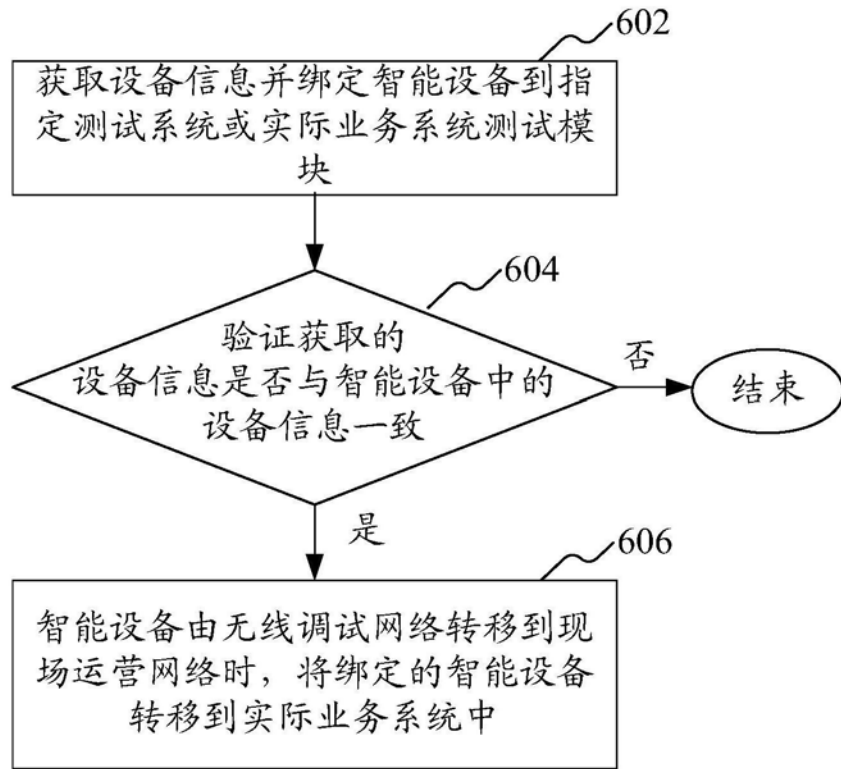 602
获取设备信息并绑定智能设备到指
定测试系统或实际业务系统测试模
块
604
验证获取的
设备信息是否与智能设备中的
设备信息一致
否
结束
是
606
智能设备由无线调试网络转移到现
场运营网络时，将绑定的智能设备
转移到实际业务系统中